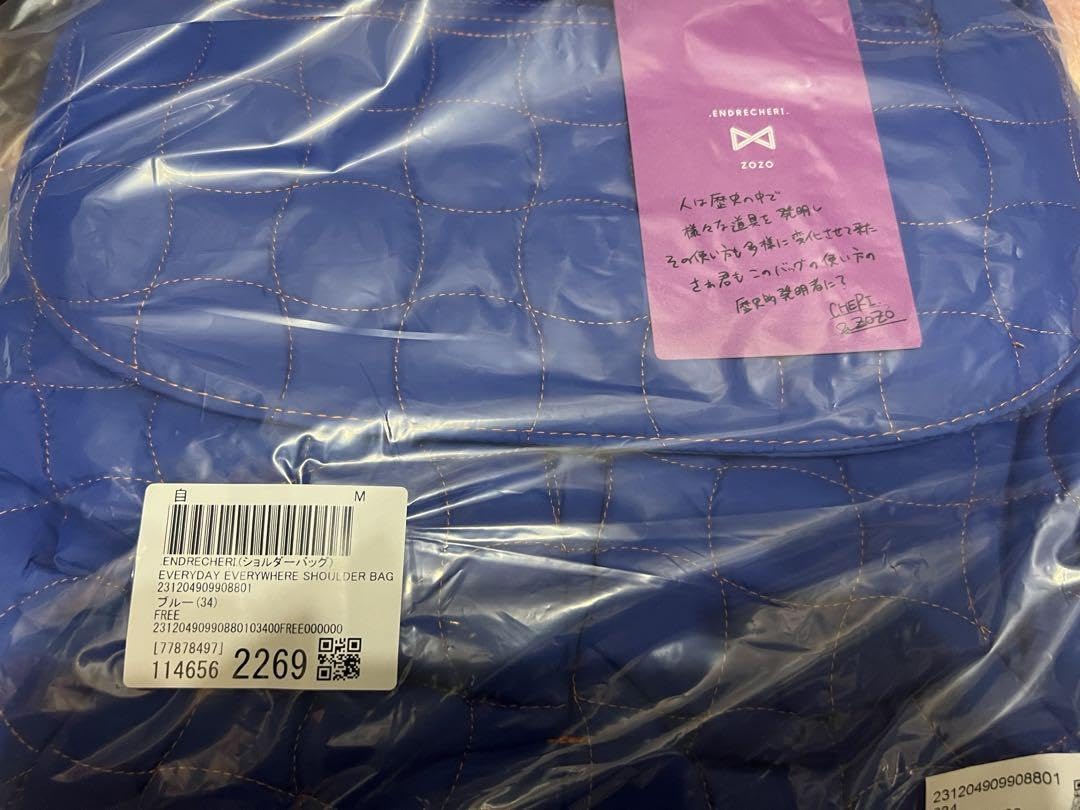 .ENDRECHERI.
ZOZO
人は歴史の中で
様々な道具を発明し
その使い方も多様に変化させて来た
さぁ君もこのバッグの使い方の
歴史的発明者にて
CHERI
& ZOZO
自 M
ENDRECHERI.(ショルダーバッグ)
EVERYDAY EVERYWHERE SHOULDER BAG
231204909908801
ブルー(34)
FREE
23120490990880103400FREE000000
[77878497]
114656 2269
231204909908801